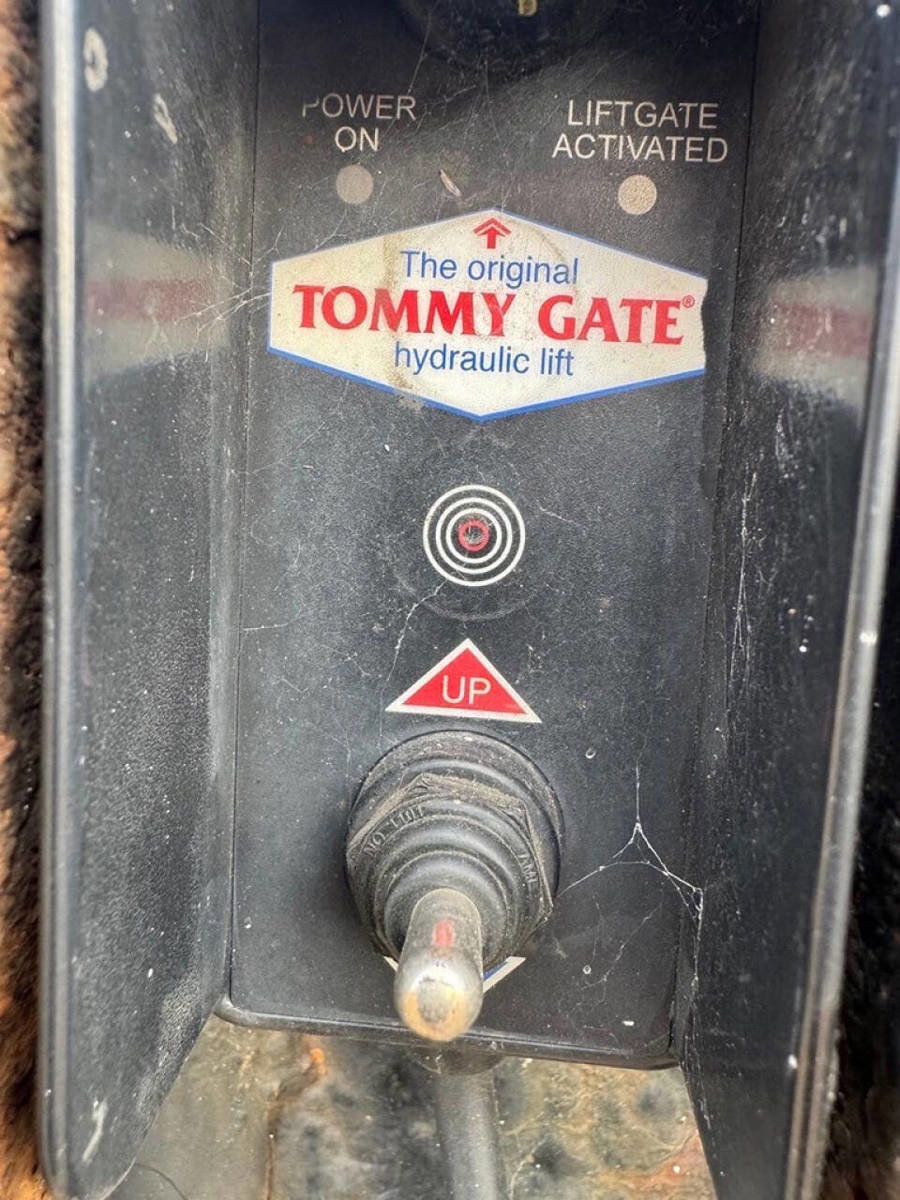 POWER
ON
LIFTGATE
ACTIVATED
The original
TOMMY GATE®
hydraulic lift
UP